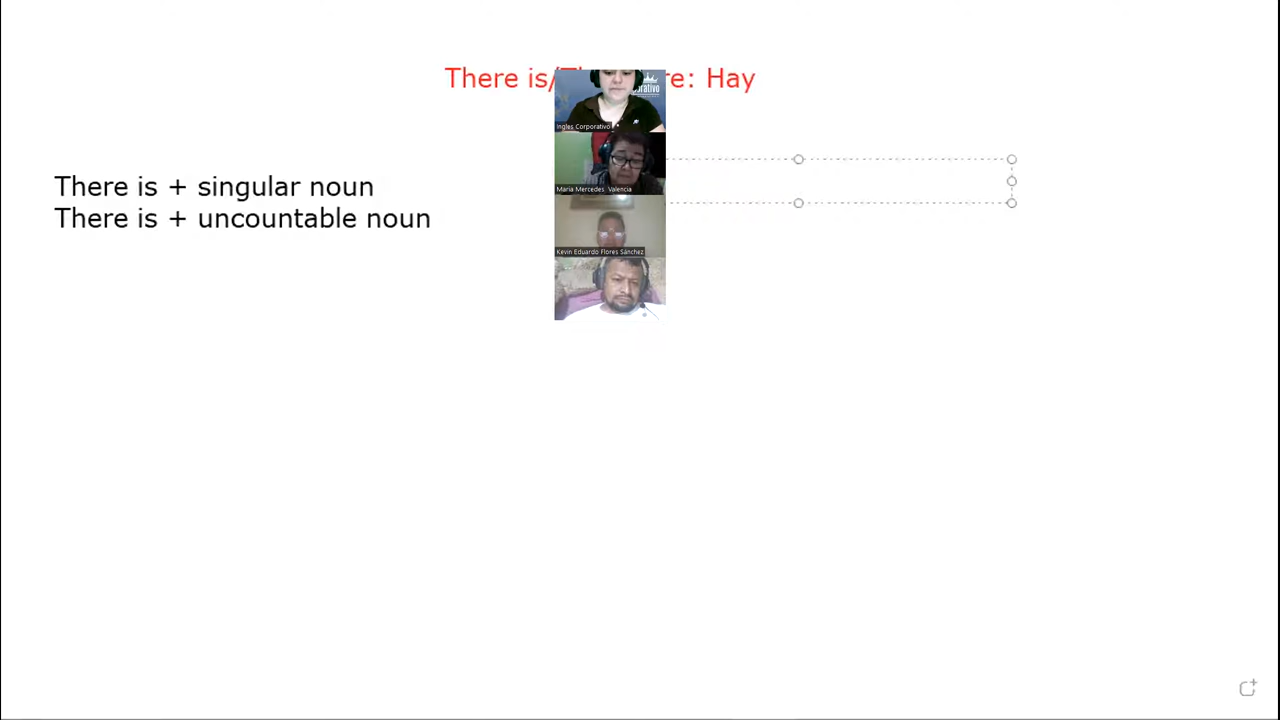 There is/ re: Hay
There is + singular noun
There is + uncountable noun
Ingles Corporativo
Maria Mercedes Valencia
Kevin Eduardo Flores Sánchez